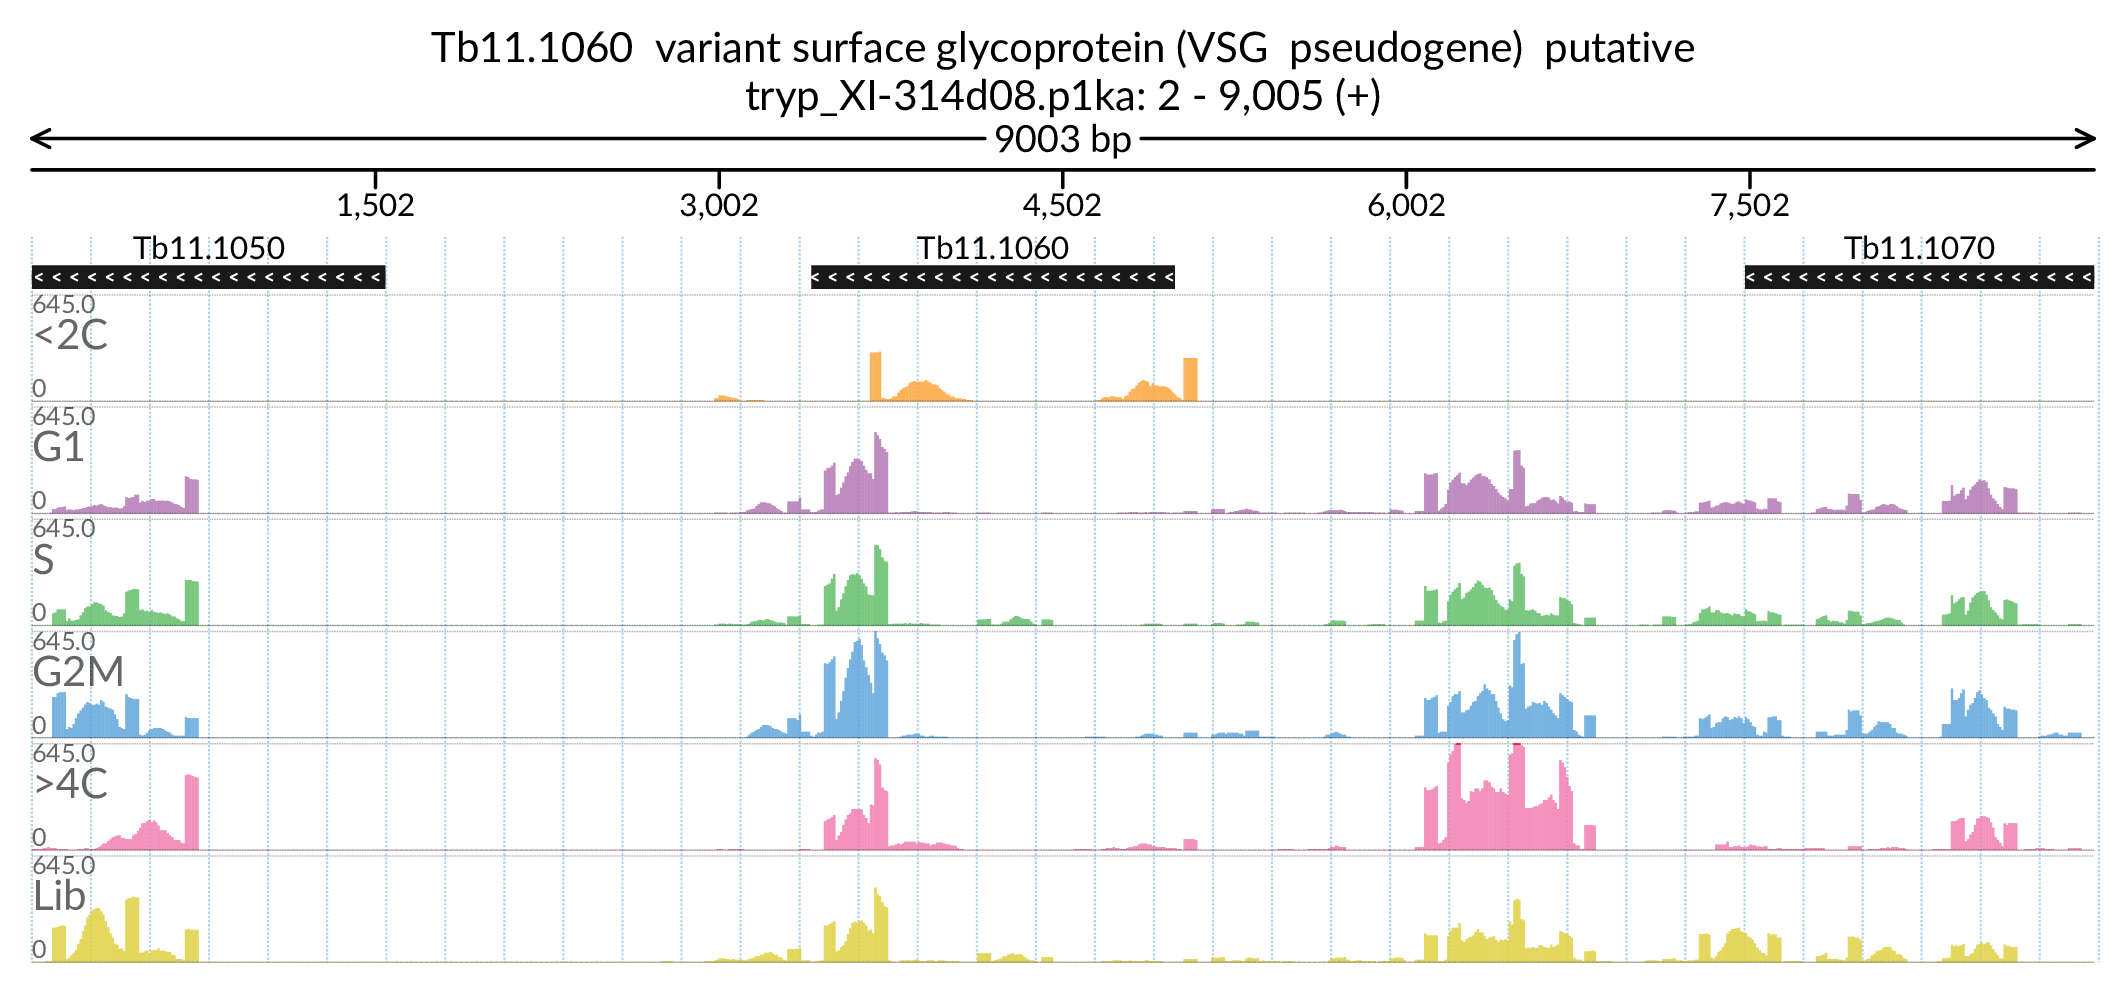 Tb11.1060 variant surface glycoprotein (VSG pseudogene) putative
tryp_XI-314d08.p1ka: 2 - 9,005 (+)
9003 bp
1,502 3,002 4,502 6,002 7,502
Tb11.1050 Tb11.1060 Tb11.1070
645.0
<2C
0
645.0
G1
0
645.0
S
0
645.0
G2M
0
645.0
>4C
0
645.0
Lib
0